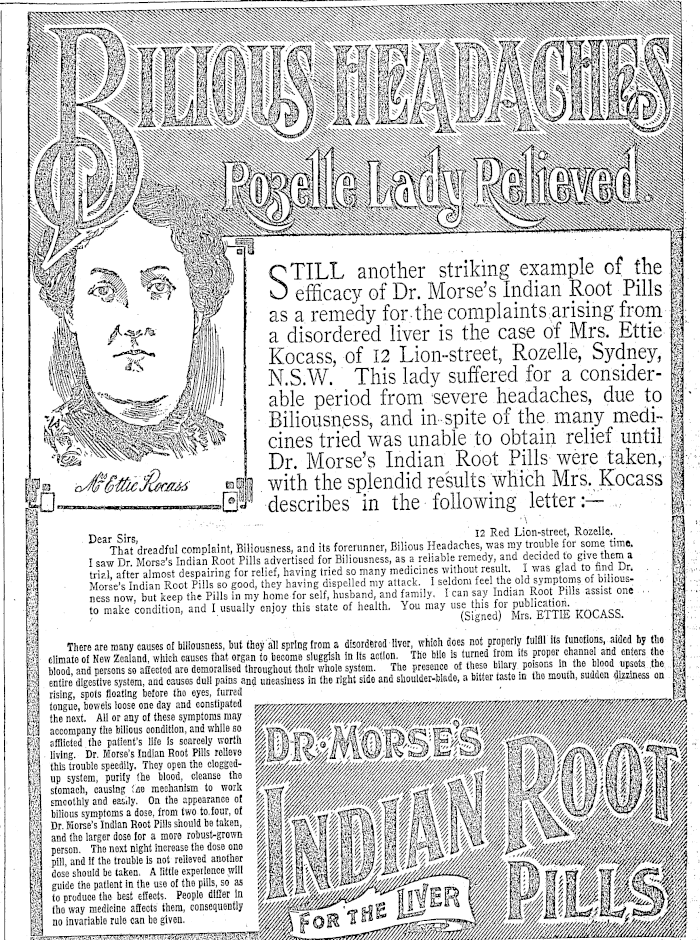 BILIOUS HEADACHES
Rozelle Lady Relieved.
STILL another striking example of the
efficacy of Dr. Morse's Indian Root Pills
as a remedy for the complaints arising from
a disordered liver is the case of Mrs. Ettie
Kocass, of 12 Lion-street, Rozelle, Sydney,
N.S.W. This lady suffered for a consider-
able period from severe headaches, due to
Biliousness, and in spite of the many medi-
cines tried was unable to obtain relief until
Dr. Morse's Indian Root Pills were taken,
with the splendid results which Mrs. Kocass
describes in the following letter:—
Mrs Ettie Kocass
12 Red Lion-street, Rozelle.
Dear Sirs,
That dreadful complaint, Biliousness, and its forerunner, Bilious Headaches, was my trouble for some time.
I saw Dr. Morse's Indian Root Pills advertised for Biliousness, as a reliable remedy, and decided to give them a
trial, after almost despairing for relief, having tried so many medicines without result. I was glad to find Dr.
Morse's Indian Root Pills so good, they having dispelled my attack. I seldom feel the old symptoms of bilious-
ness now, but keep the Pills in my home for self, husband, and family. I can say Indian Root Pills assist one
to make condition, and I usually enjoy this state of health. You may use this for publication.
(Signed) Mrs. ETTIE KOCASS.
There are many causes of biliousness, but they all spring from a disordered liver, which does not properly fulfil its functions, aided by the
climate of New Zealand, which causes that organ to become sluggish in its action. The bile is turned from its proper channel and enters the
blood, and persons so affected are demoralised throughout their whole system. The presence of these bilary poisons in the blood upsets the
entire digestive system, and causes dull pains and uneasiness in the right side and shoulder-blade, a bitter taste in the mouth, sudden dizziness on
rising, spots floating before the eyes, furred
tongue, bowels loose one day and constipated
the next. All or any of these symptoms may
accompany the bilious condition, and while so
afflicted the patient's life is scarcely worth
living. Dr. Morse's Indian Root Pills relieve
this trouble speedily. They open the clogged-
up system, purify the blood, cleanse the
stomach, causing the mechanism to work
smoothly and easily. On the appearance of
bilious symptoms a dose, from two to four, of
Dr. Morse's Indian Root Pills should be taken,
and the larger dose for a more robust-grown
person. The next night increase the dose one
pill, and if the trouble is not relieved another
dose should be taken. A little experience will
guide the patient in the use of the pills, so as
to produce the best effects. People differ in
the way medicine affects them, consequently
no invariable rule can be given.
DR. MORSE'S
INDIAN ROOT
PILLS
FOR THE LIVER